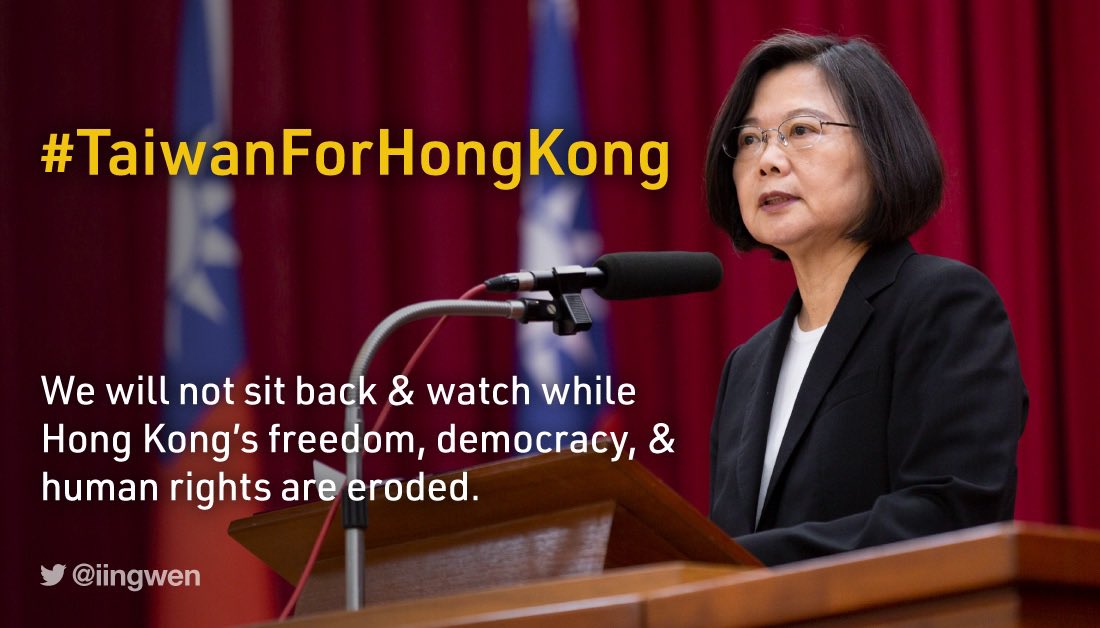 #TaiwanForHongKong
We will not sit back & watch while
Hong Kong's freedom, democracy, &
human rights are eroded.
@iingwen